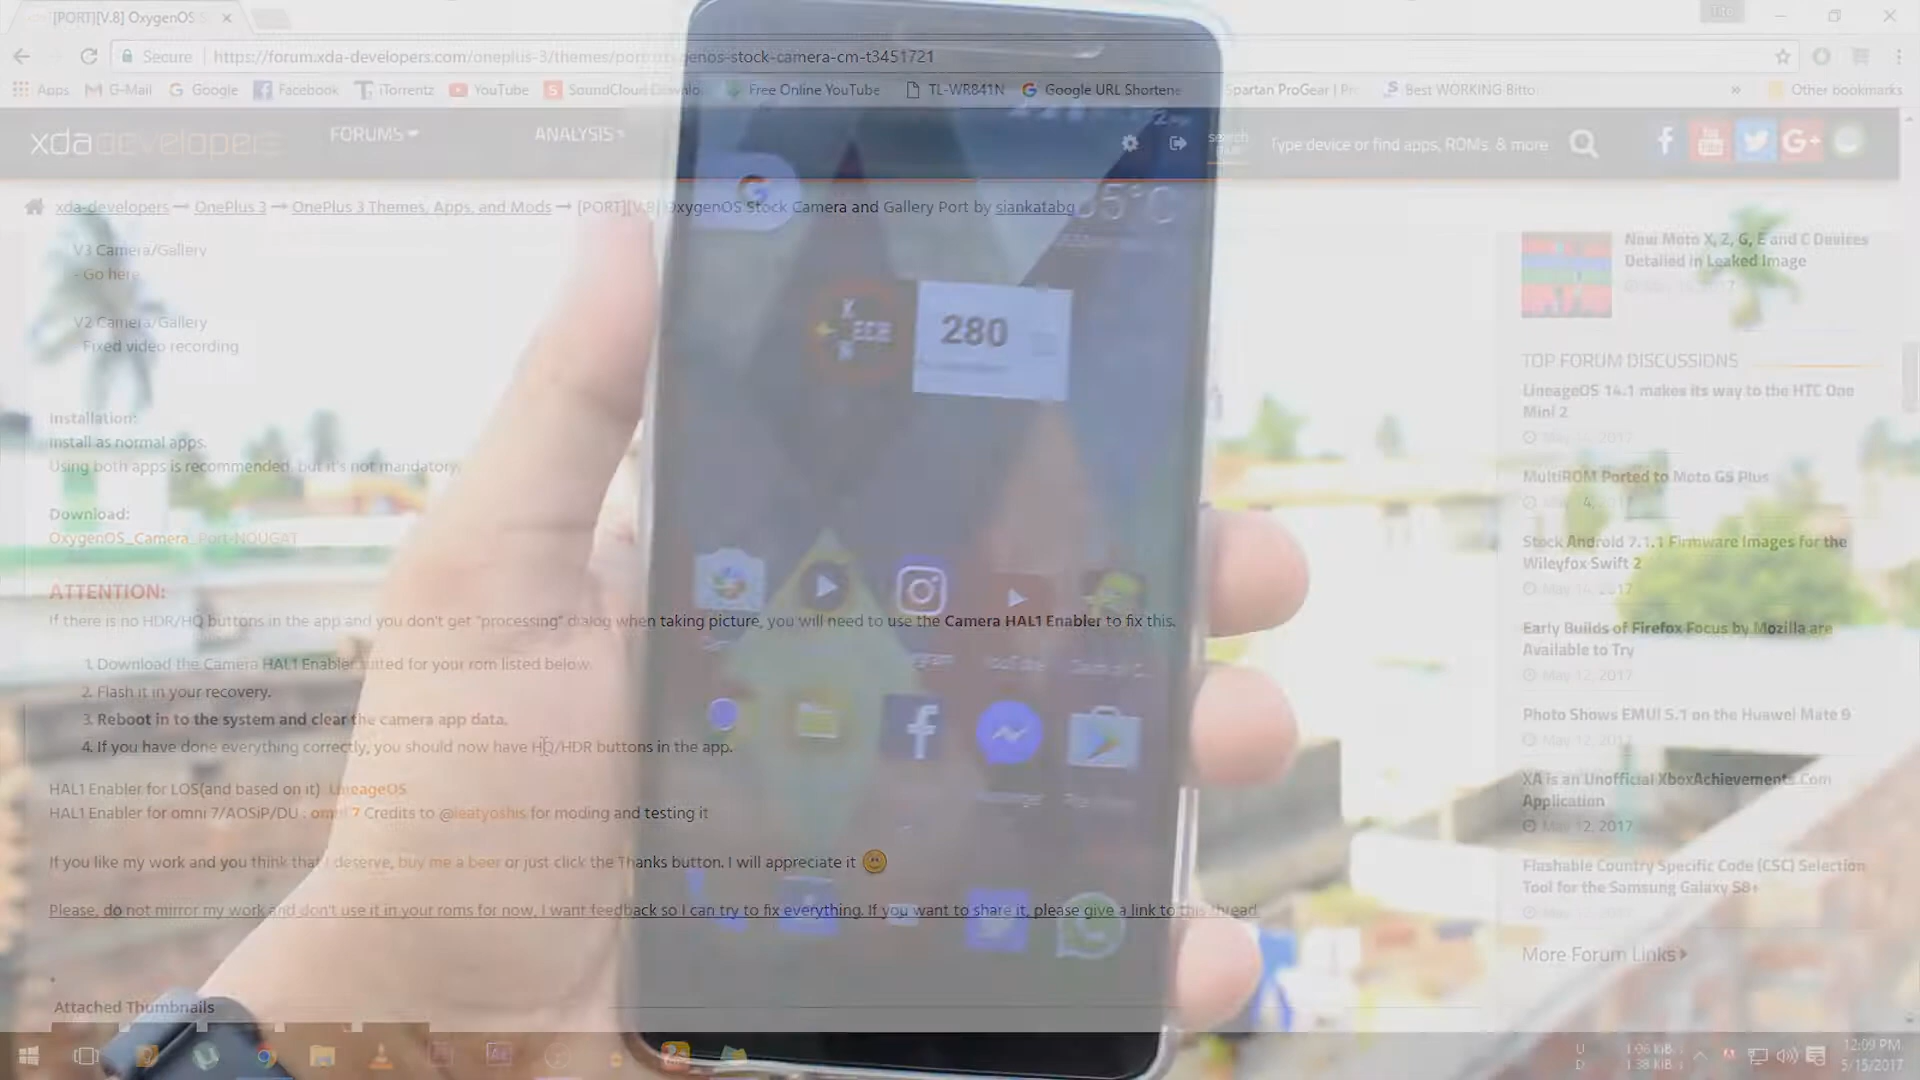 [PORT][V.8] OxygenOS S
Tito
Secure https://forum.xda-developers.com/oneplus-3/themes/port-oxygenos-stock-camera-cm-t3451721
Apps G-Mail Google Facebook iTorrentz YouTube SoundCloud Downlo Free Online YouTube TL-WR841N Google URL Shortene Spartan ProGear | Pr Best WORKING Bitto » Other bookmarks
xdadevelopers FORUMS ANALYSIS Type device or find apps, ROMs, & more
xda-developers → OnePlus 3 → OnePlus 3 Themes, Apps, and Mods → [PORT][V.8] OxygenOS Stock Camera and Gallery Port by siankatabg
V3 Camera/Gallery
- Go here
V2 Camera/Gallery
- Fixed video recording
Installation:
Install as normal apps.
Using both apps is recommended, but it's not mandatory.
Download:
OxygenOS_Camera_Port-NOUGAT
ATTENTION:
If there is no HDR/HQ buttons in the app and you don't get "processing" dialog when taking picture, you will need to use the Camera HAL1 Enabler to fix this.
1. Download the Camera HAL1 Enabler suited for your rom listed below.
2. Flash it in your recovery.
3. Reboot in to the system and clear the camera app data.
4. If you have done everything correctly, you should now have HQ/HDR buttons in the app.
HAL1 Enabler for LOS(and based on it) LineageOS
HAL1 Enabler for omni 7/AOSiP/DU : omni 7 Credits to @leatyoshis for moding and testing it
If you like my work and you think that I deserve, buy me a beer or just click the Thanks button. I will appreciate it
Please, do not mirror my work and don't use it in your roms for now, I want feedback so I can try to fix everything. If you want to share it, please give a link to this thread.
Attached Thumbnails
280
New Moto X, Z, G, E and C Devices
Detailed in Leaked Image
TOP FORUM DISCUSSIONS
LineageOS 14.1 makes its way to the HTC One
Mini 2
MultiROM Ported to Moto G5 Plus
Stock Android 7.1.1 Firmware Images for the
Wileyfox Swift 2
Early Builds of Firefox Focus by Mozilla are
Available to Try
May 12, 2017
Photo Shows EMUI 5.1 on the Huawei Mate 9
May 12, 2017
XA is an Unofficial XboxAchievements.Com
Application
May 12, 2017
Flashable Country Specific Code (CSC) Selection
Tool for the Samsung Galaxy S8+
More Forum Links
U 1.06 KiB
D 1.38 KiB
12:09 PM
5/15/2017